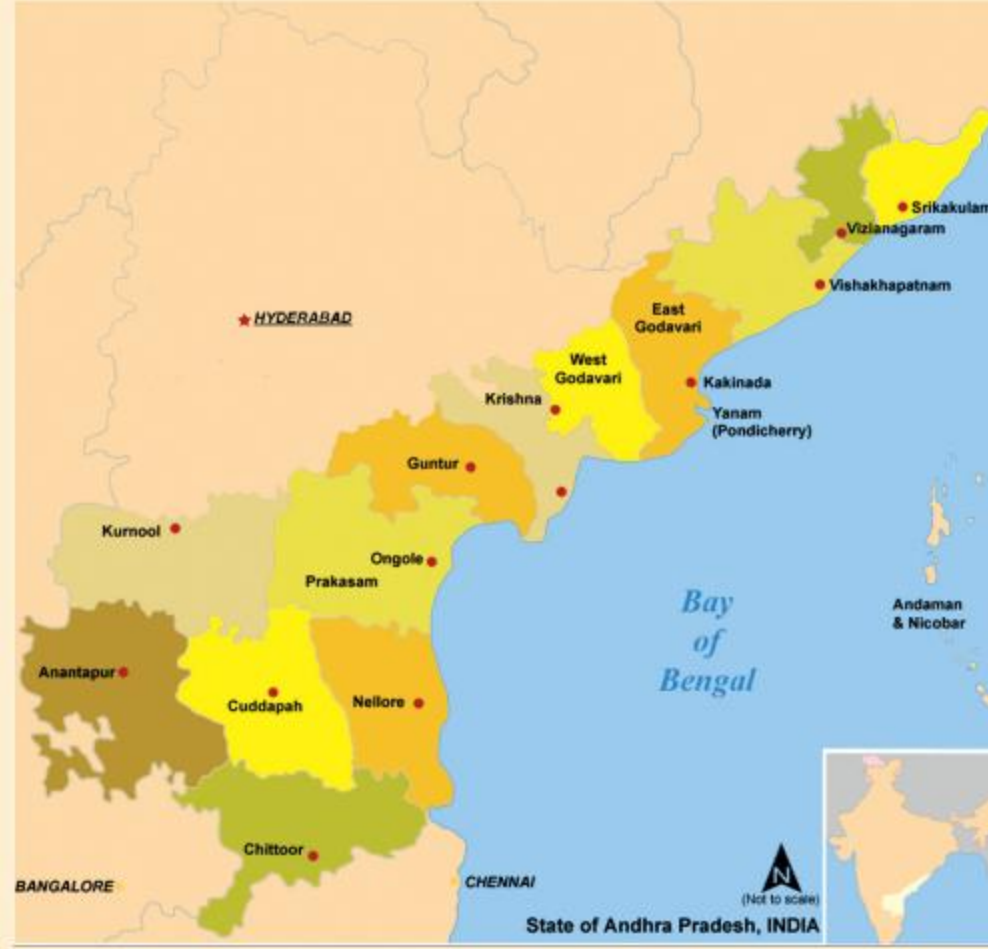 Srikakulam
Vizianagaram
Vishakhapatnam
East
Godavari
HYDERABAD
West
Godavari
Kakinada
Krishna
Yanam
(Pondicherry)
Guntur
Kurnool
Ongole
Prakasam
Bay
of
Bengal
Andaman
& Nicobar
Anantapur
Cuddapah
Nellore
Chittoor
BANGALORE
CHENNAI
N
(Not to scale)
State of Andhra Pradesh, INDIA